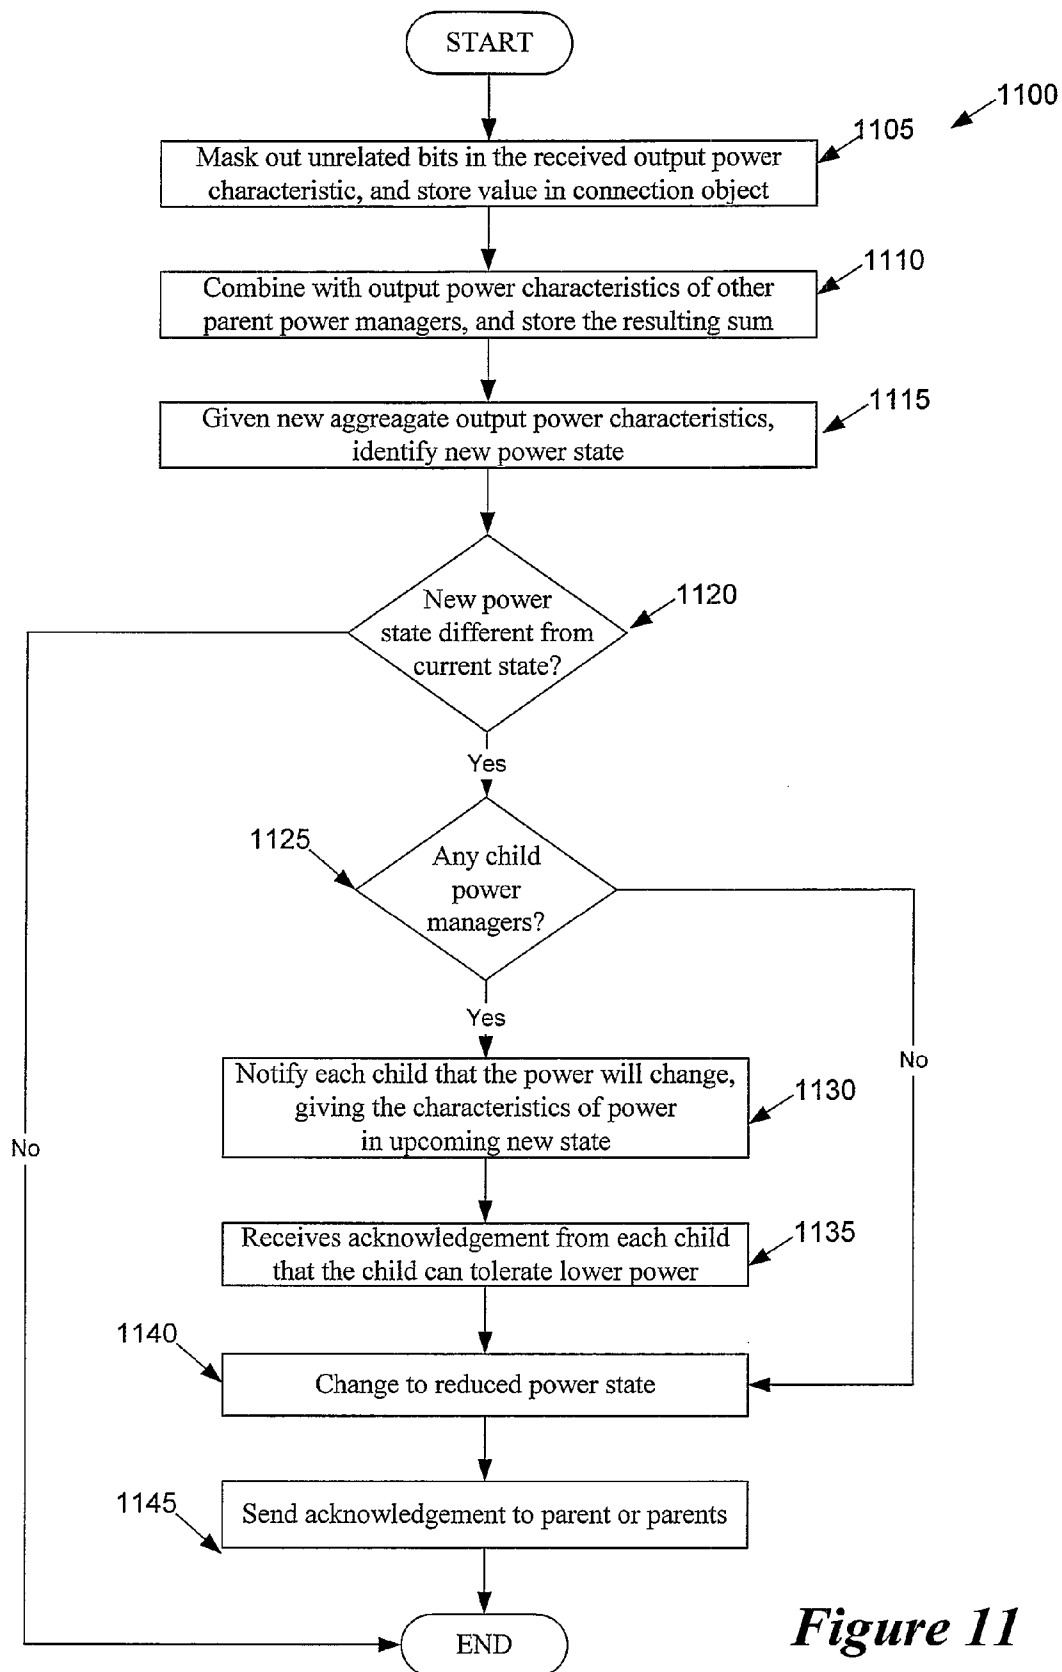 START
1100
1105
Mask out unrelated bits in the received output power
characteristic, and store value in connection object
1110
Combine with output power characteristics of other
parent power managers, and store the resulting sum
1115
Given new aggreagate output power characteristics,
identify new power state
New power
state different from
current state?
1120
Yes
1125
Any child
power
managers?
Yes
No
Notify each child that the power will change,
giving the characteristics of power
in upcoming new state
1130
No
Receives acknowledgement from each child
that the child can tolerate lower power
1135
1140
Change to reduced power state
1145
Send acknowledgement to parent or parents
END
Figure 11